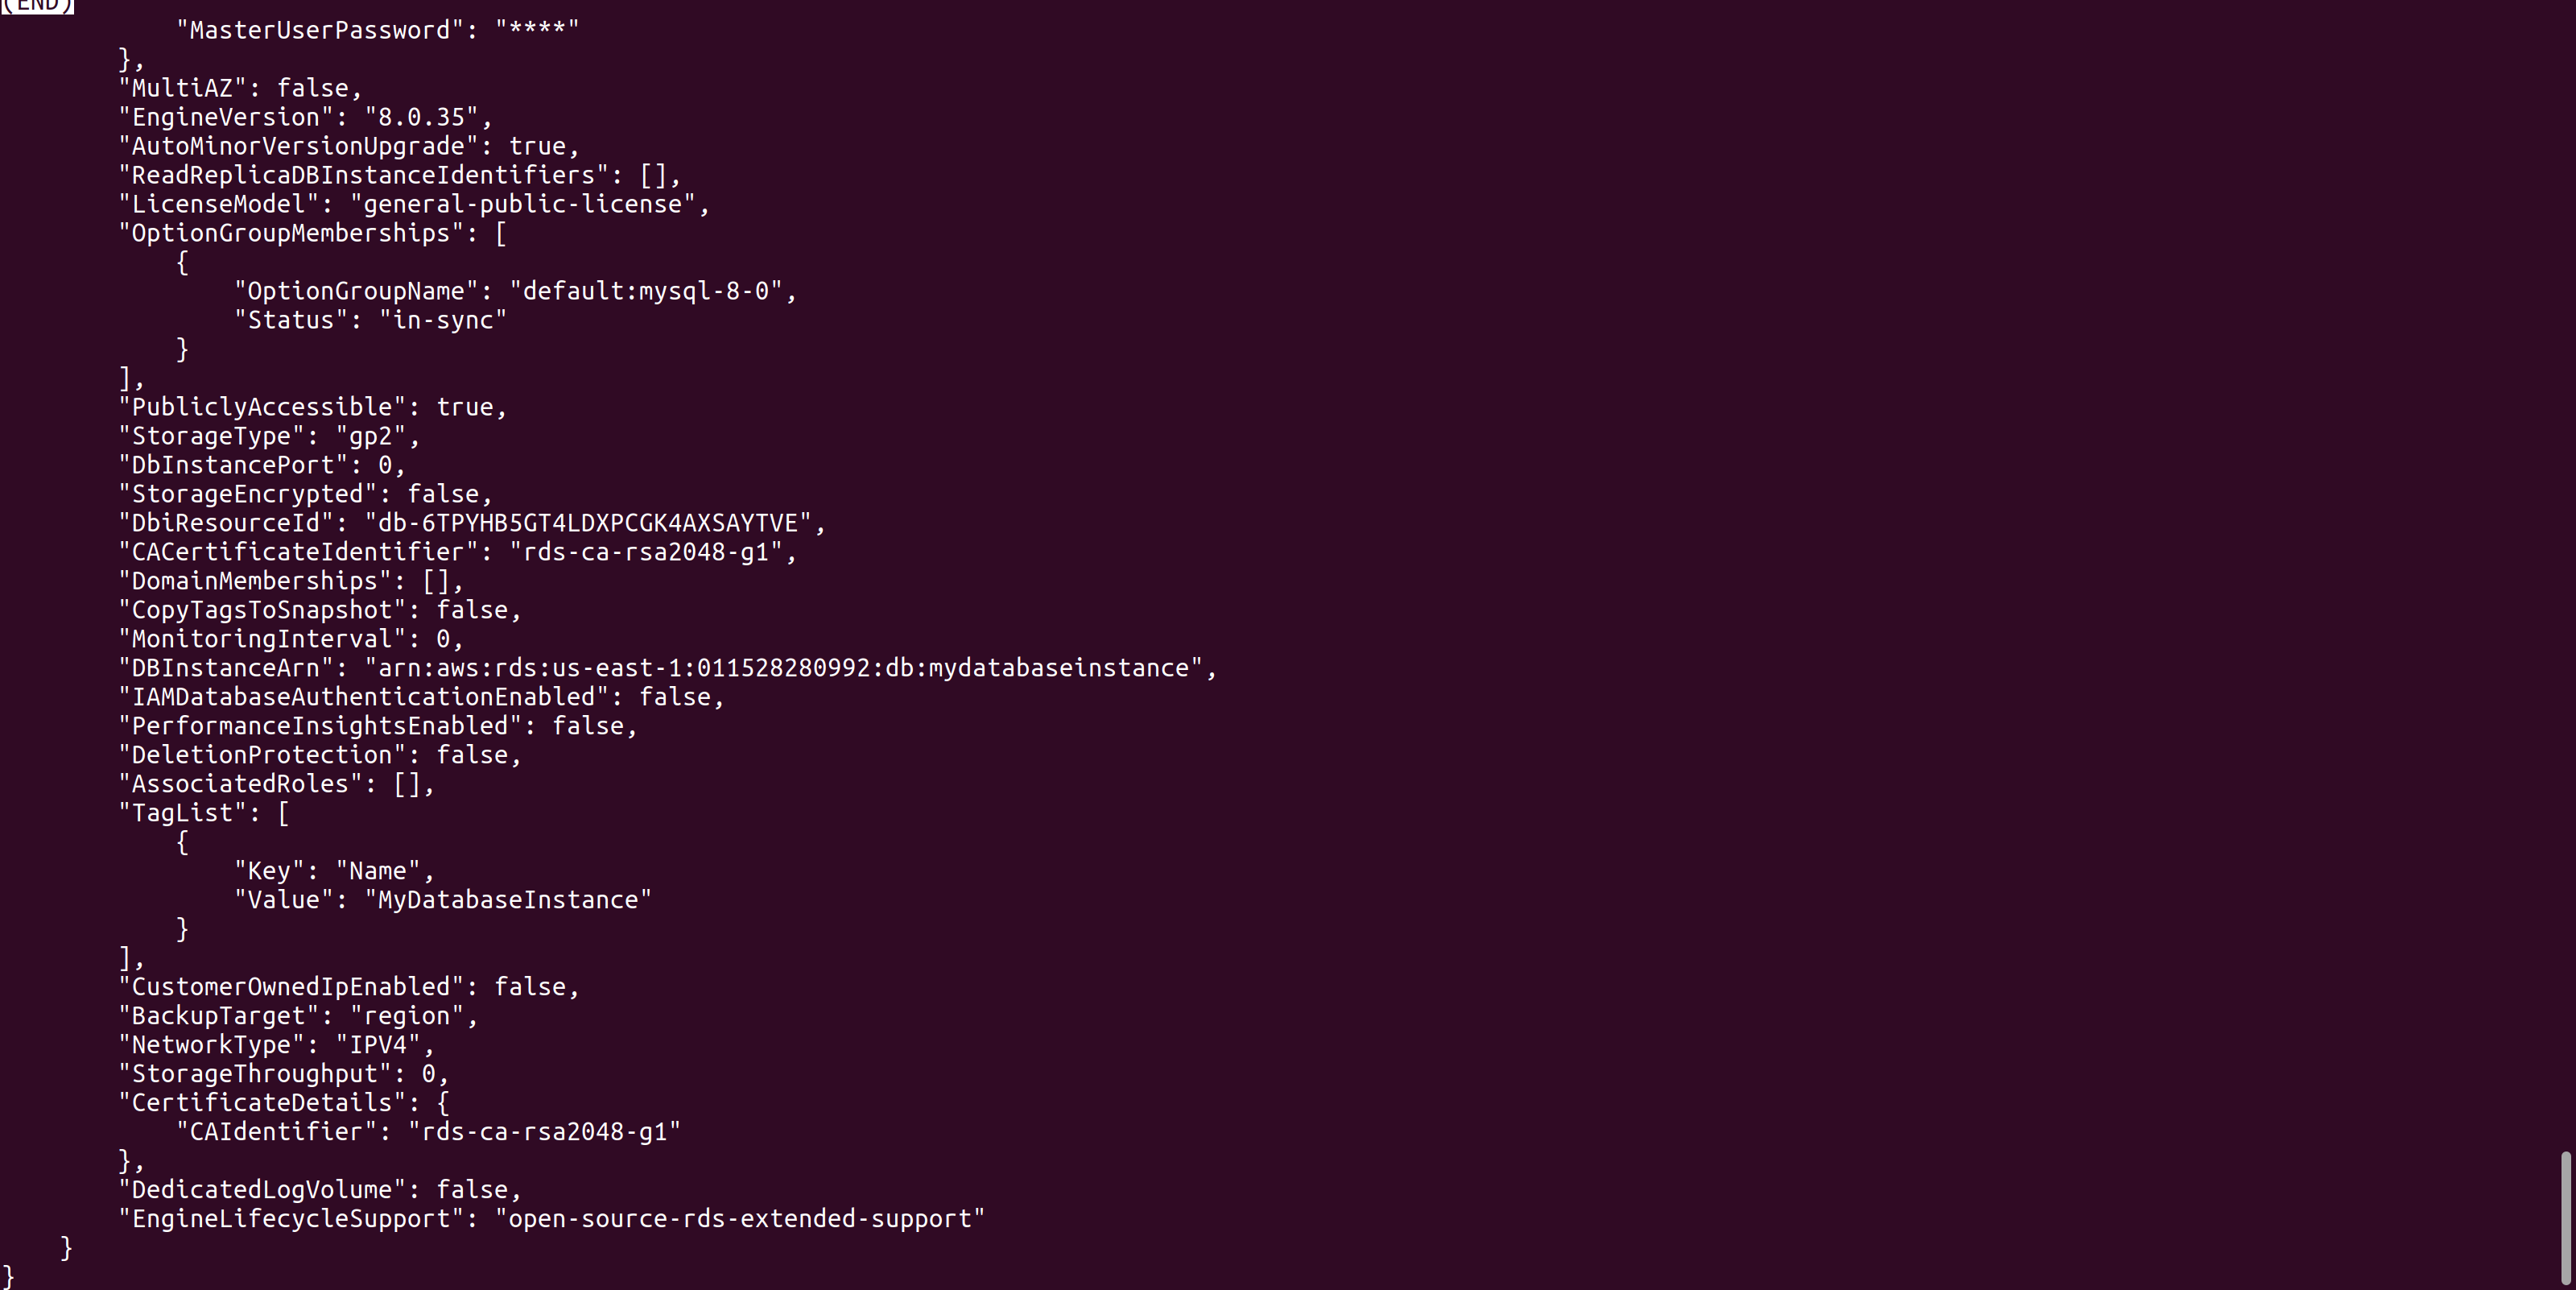 (END)
            "MasterUserPassword": "****"
        },
        "MultiAZ": false,
        "EngineVersion": "8.0.35",
        "AutoMinorVersionUpgrade": true,
        "ReadReplicaDBInstanceIdentifiers": [],
        "LicenseModel": "general-public-license",
        "OptionGroupMemberships": [
            {
                "OptionGroupName": "default:mysql-8-0",
                "Status": "in-sync"
            }
        ],
        "PubliclyAccessible": true,
        "StorageType": "gp2",
        "DbInstancePort": 0,
        "StorageEncrypted": false,
        "DbiResourceId": "db-6TPYHB5GT4LDXPCGK4AXSAYTVE",
        "CACertificateIdentifier": "rds-ca-rsa2048-g1",
        "DomainMemberships": [],
        "CopyTagsToSnapshot": false,
        "MonitoringInterval": 0,
        "DBInstanceArn": "arn:aws:rds:us-east-1:011528280992:db:mydatabaseinstance",
        "IAMDatabaseAuthenticationEnabled": false,
        "PerformanceInsightsEnabled": false,
        "DeletionProtection": false,
        "AssociatedRoles": [],
        "TagList": [
            {
                "Key": "Name",
                "Value": "MyDatabaseInstance"
            }
        ],
        "CustomerOwnedIpEnabled": false,
        "BackupTarget": "region",
        "NetworkType": "IPV4",
        "StorageThroughput": 0,
        "CertificateDetails": {
            "CAIdentifier": "rds-ca-rsa2048-g1"
        },
        "DedicatedLogVolume": false,
        "EngineLifecycleSupport": "open-source-rds-extended-support"
    }
}